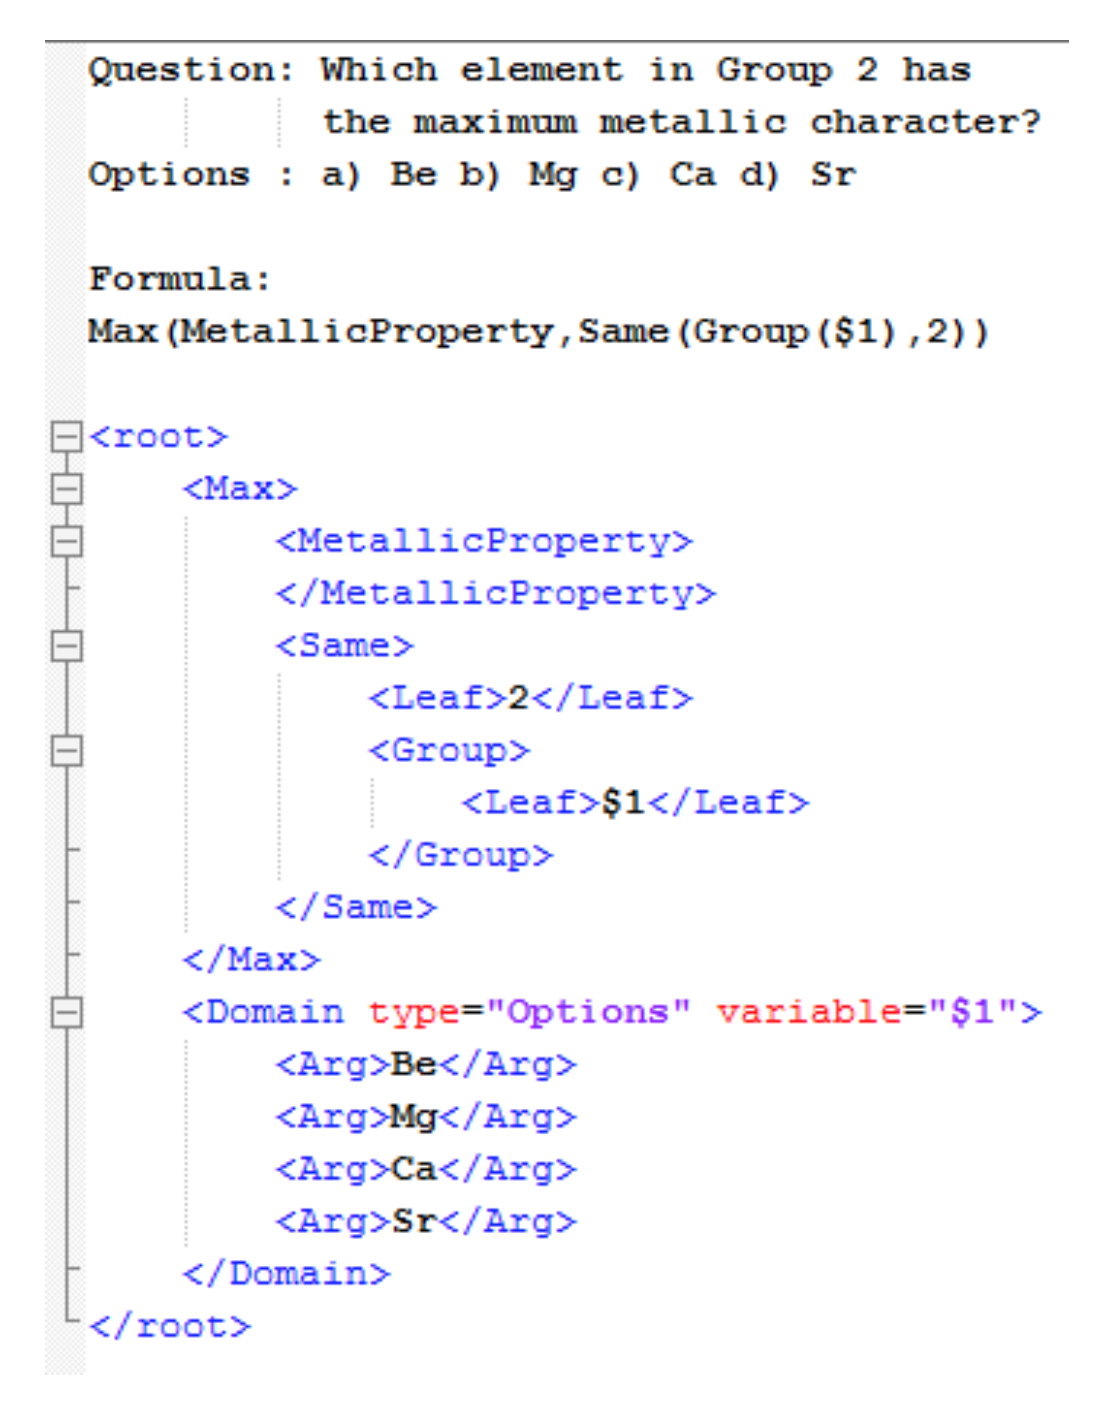 Question: Which element in Group 2 has
the maximum metallic character?
Options : a) Be b) Mg c) Ca d) Sr
Formula:
Max(MetallicProperty,Same(Group($1),2))
<root>
<Max>
<MetallicProperty>
</MetallicProperty>
<Same>
<Leaf>2</Leaf>
<Group>
<Leaf>$1</Leaf>
</Group>
</Same>
</Max>
<Domain type="Options" variable="$1">
<Arg>Be</Arg>
<Arg>Mg</Arg>
<Arg>Ca</Arg>
<Arg>Sr</Arg>
</Domain>
</root>